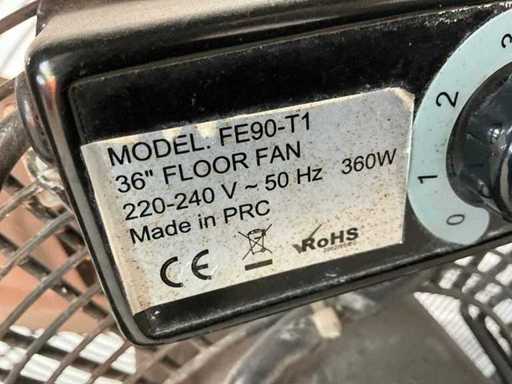 MODEL: FE90-T1
36" FLOOR FAN
220-240 V ~ 50 Hz 360W
Made in PRC
CE
RoHS
3
2
1
0